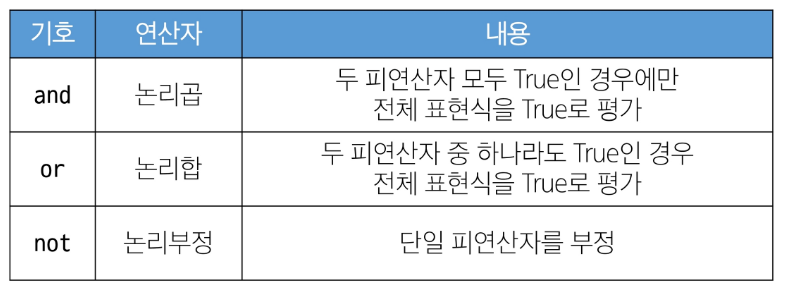 기호 연산자 내용
and 논리곱 두 피연산자 모두 True인 경우에만
전체 표현식을 True로 평가
or 논리합 두 피연산자 중 하나라도 True인 경우
전체 표현식을 True로 평가
not 논리부정 단일 피연산자를 부정